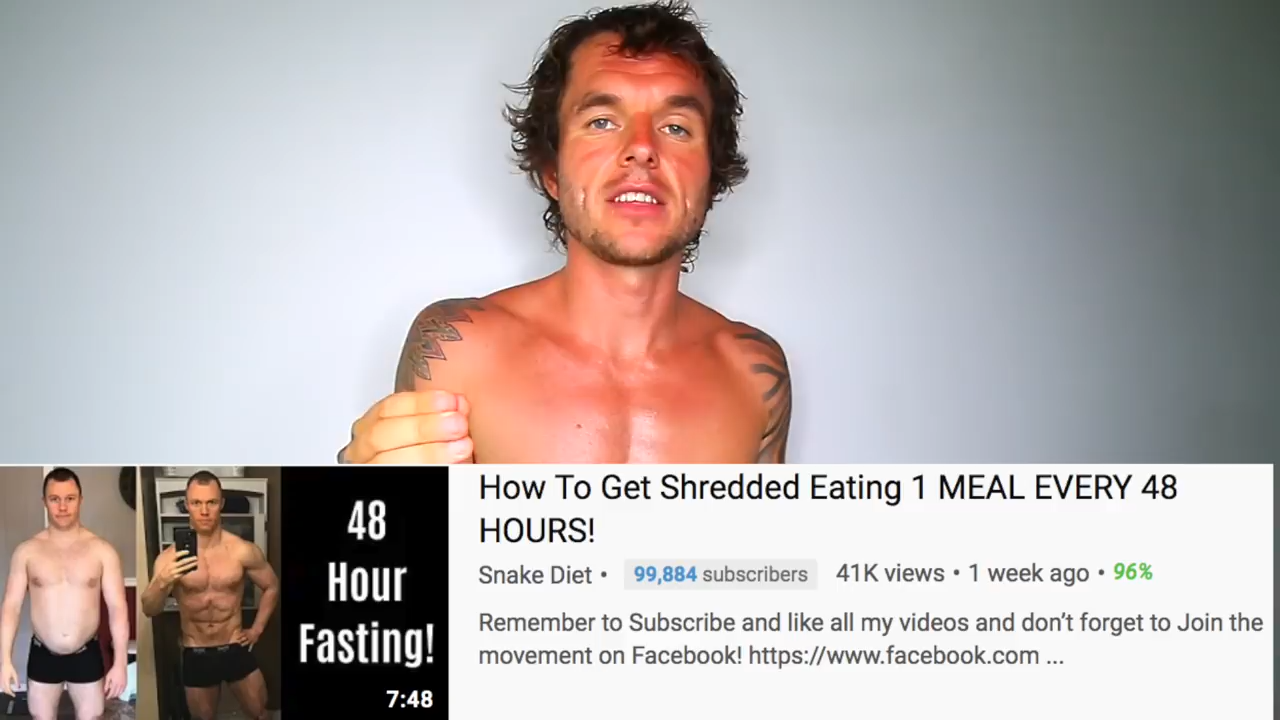 48
Hour
Fasting!
7:48
How To Get Shredded Eating 1 MEAL EVERY 48
HOURS!
Snake Diet • 99,884 subscribers 41K views • 1 week ago • 96%
Remember to Subscribe and like all my videos and don’t forget to Join the
movement on Facebook! https://www.facebook.com ...